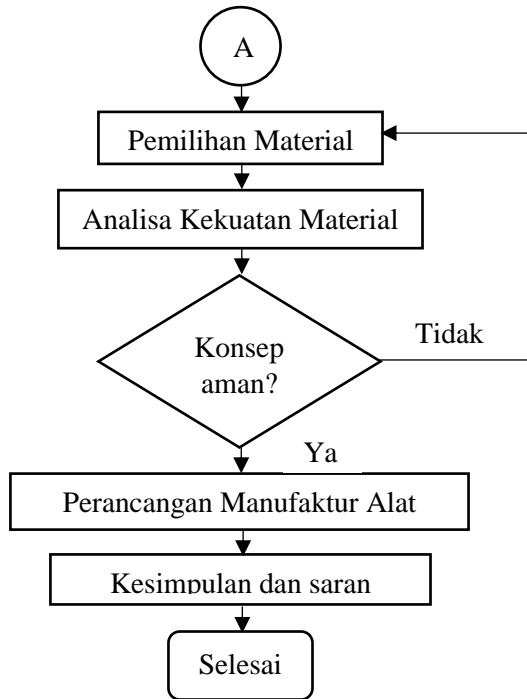 A
Pemilihan Material
Analisa Kekuatan Material
Konsep
aman?
Tidak
Ya
Perancangan Manufaktur Alat
Kesimpulan dan saran
Selesai